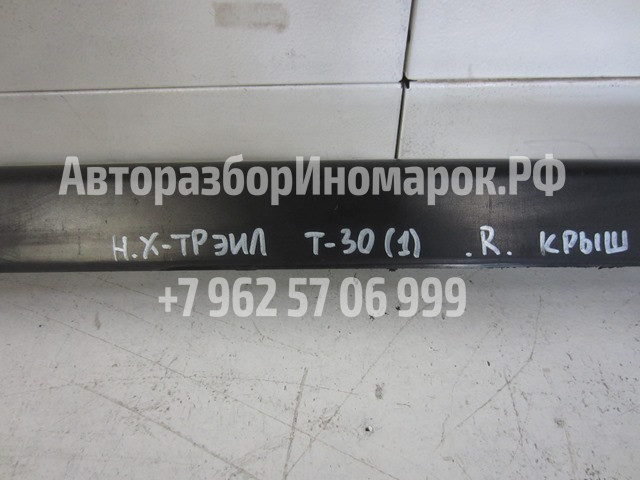 АвторазборИномарок.РФ
Н.Х-ТРЭИЛ Т-30 (1) .R. КРЫШ
+7 962 57 06 999